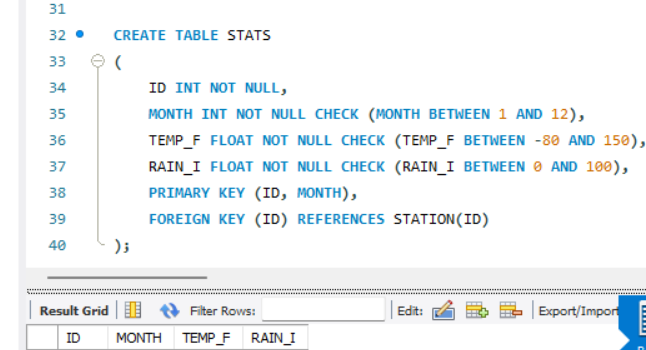 31
32 CREATE TABLE STATS
33 (
34 ID INT NOT NULL,
35 MONTH INT NOT NULL CHECK (MONTH BETWEEN 1 AND 12),
36 TEMP_F FLOAT NOT NULL CHECK (TEMP_F BETWEEN -80 AND 150),
37 RAIN_I FLOAT NOT NULL CHECK (RAIN_I BETWEEN 0 AND 100),
38 PRIMARY KEY (ID, MONTH),
39 FOREIGN KEY (ID) REFERENCES STATION(ID)
40 );
Result Grid Filter Rows: Edit: Export/Import
ID MONTH TEMP_F RAIN_I